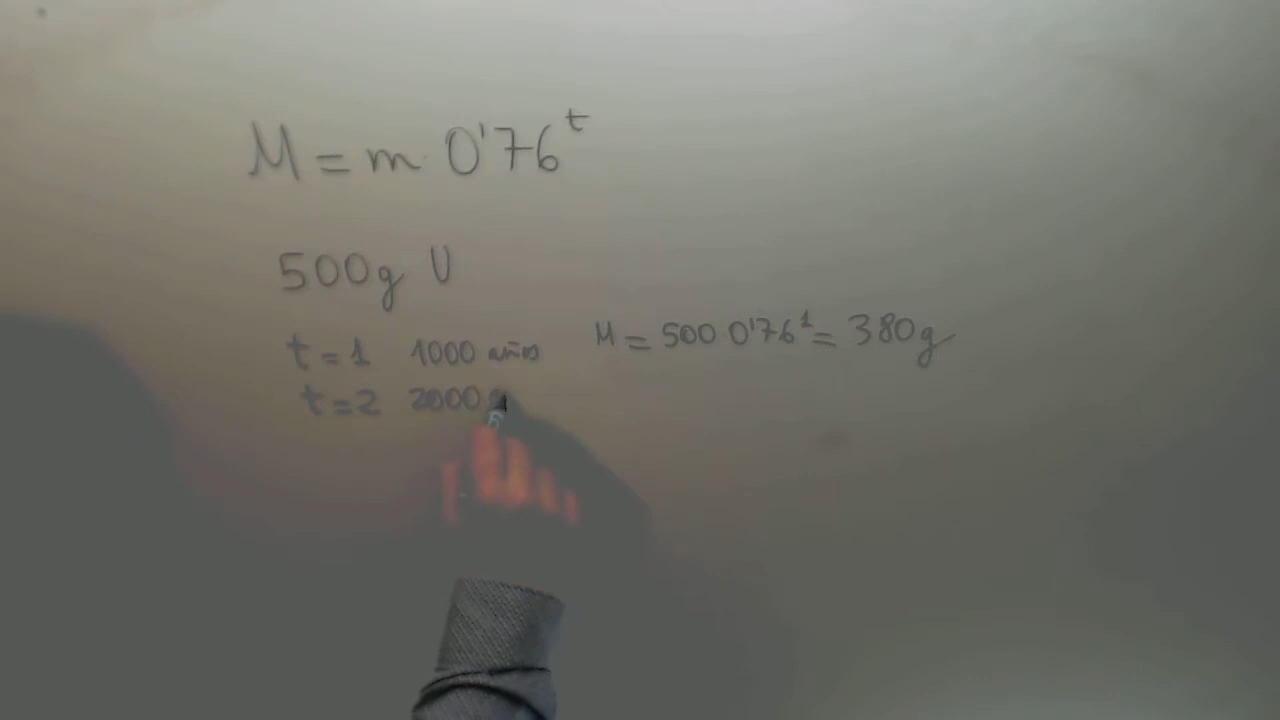 M = m · 0'76^t
500g U
t = 1 1000 años M = 500 · 0'76^1 = 380g
t = 2 2000